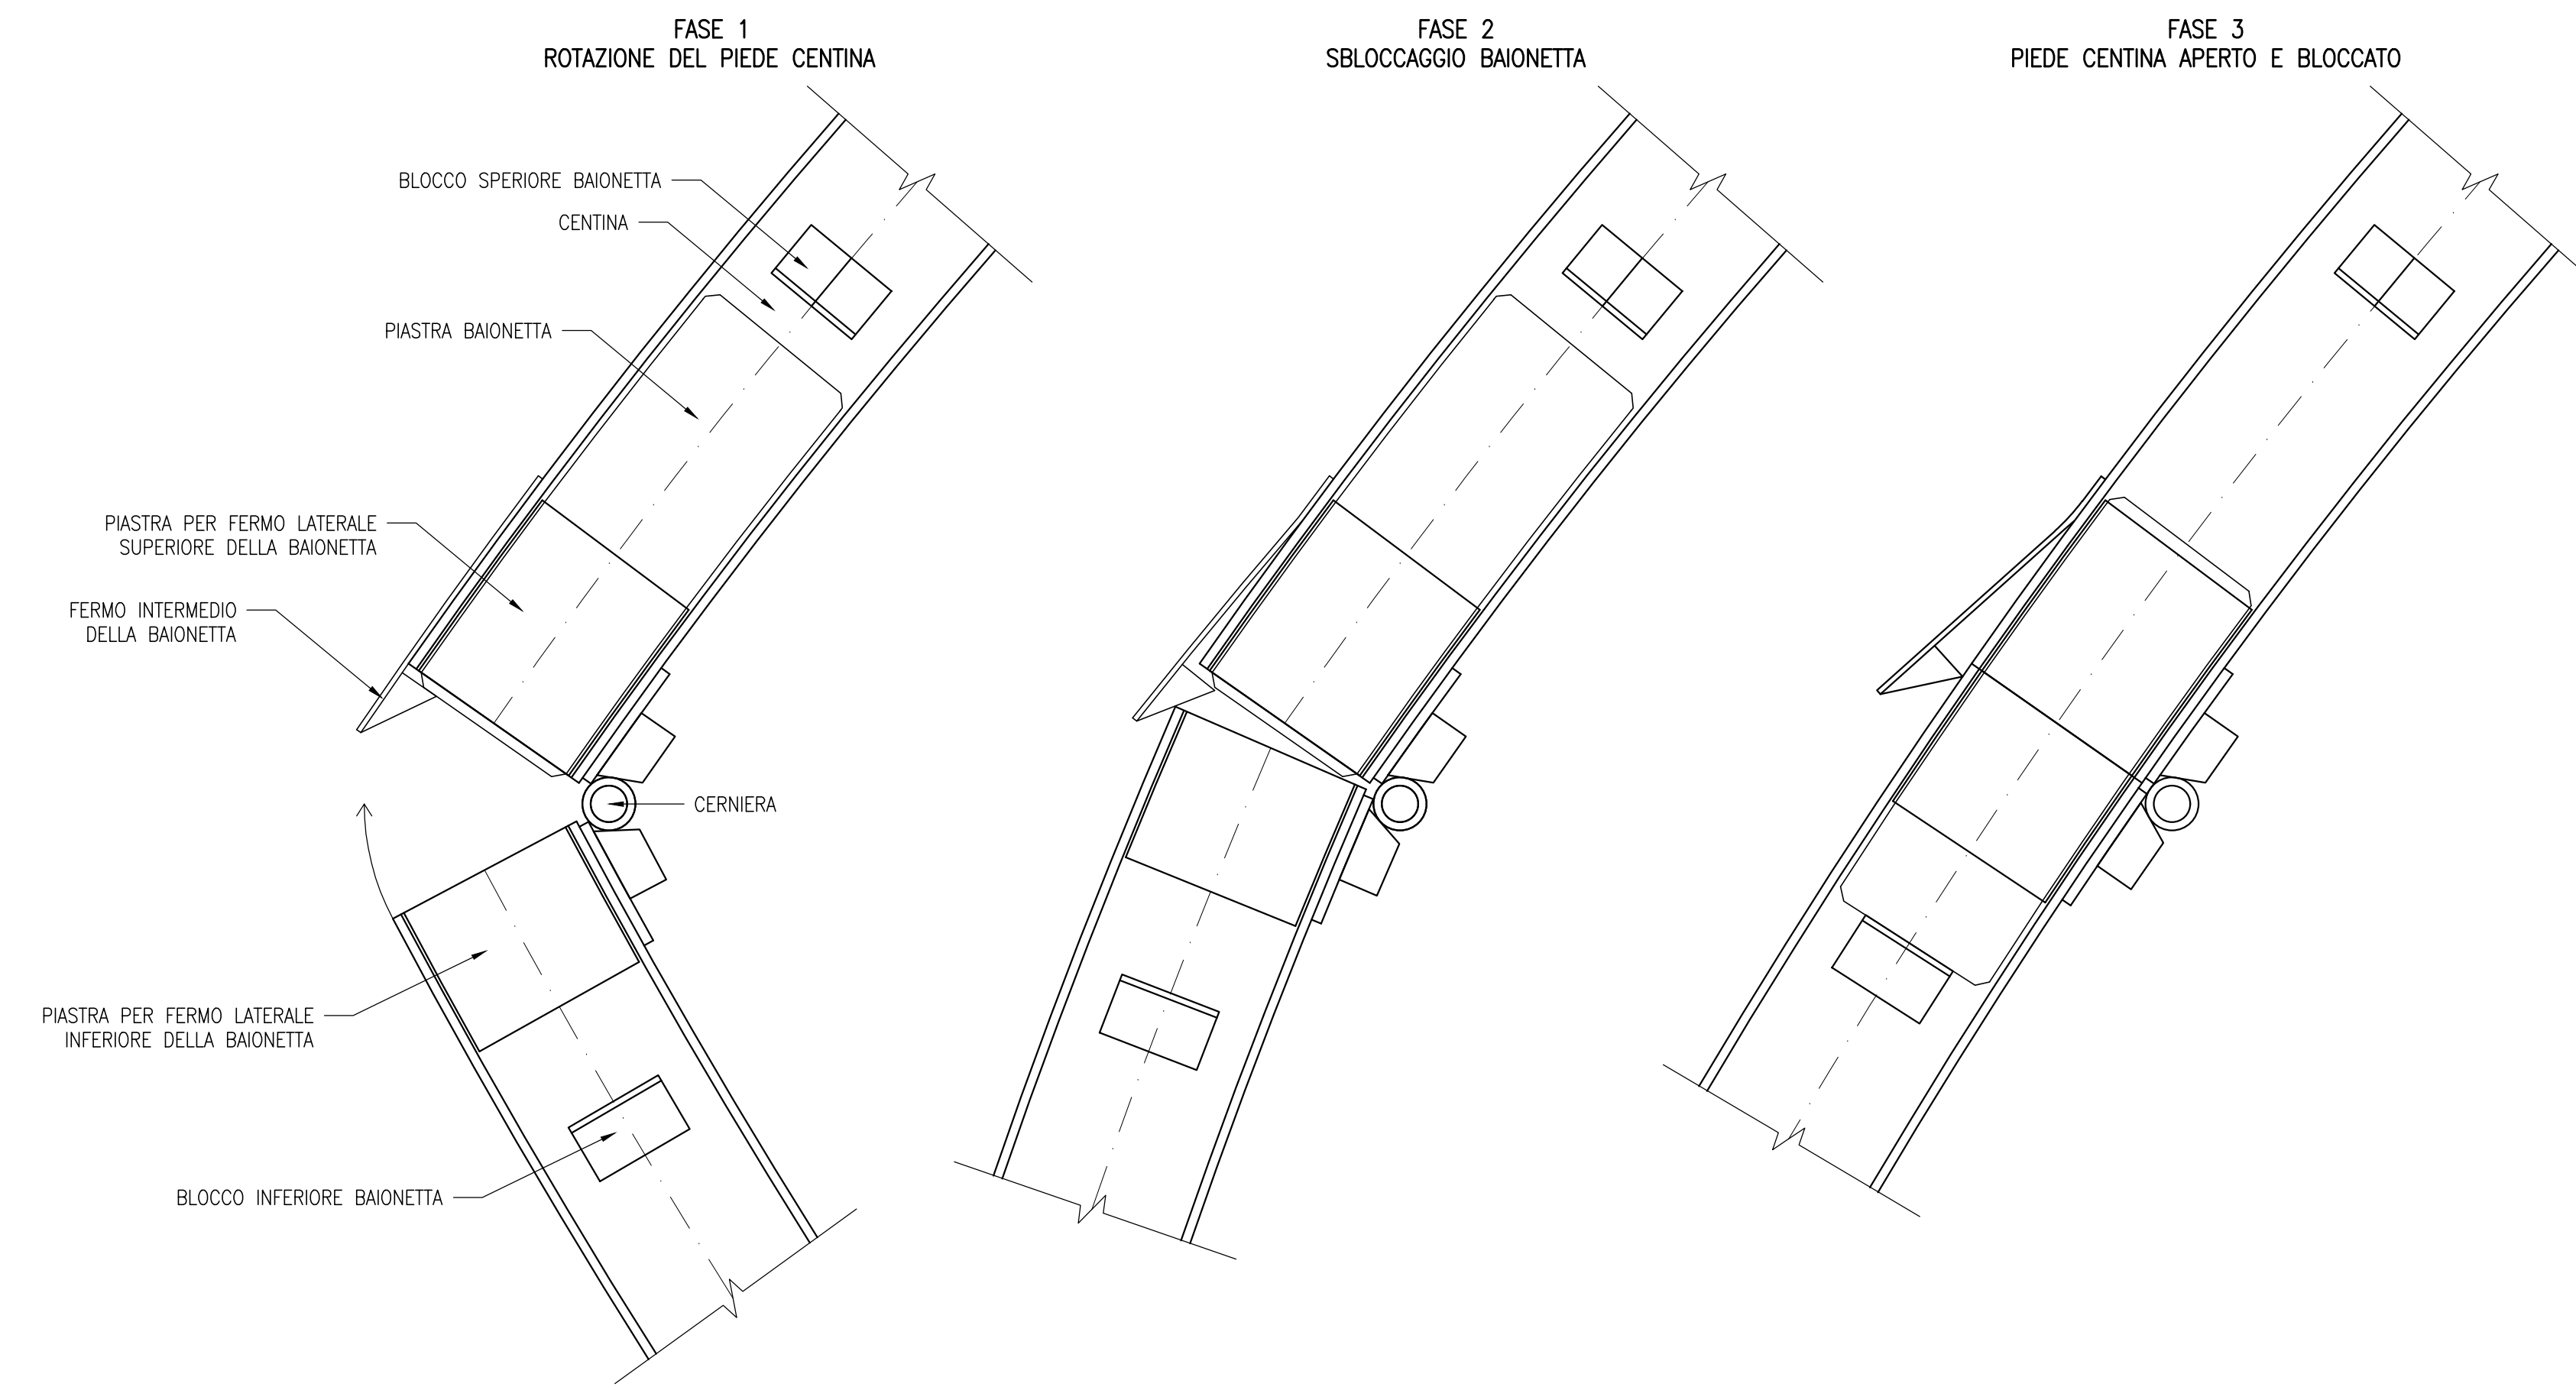 FASE 1
ROTAZIONE DEL PIEDE CENTINA
FASE 2
SBLOCCAGGIO BAIONETTA
FASE 3
PIEDE CENTINA APERTO E BLOCCATO
BLOCCO SPERIORE BAIONETTA
CENTINA
PIASTRA BAIONETTA
PIASTRA PER FERMO LATERALE
SUPERIORE DELLA BAIONETTA
FERMO INTERMEDIO
DELLA BAIONETTA
CERNIERA
PIASTRA PER FERMO LATERALE
INFERIORE DELLA BAIONETTA
BLOCCO INFERIORE BAIONETTA